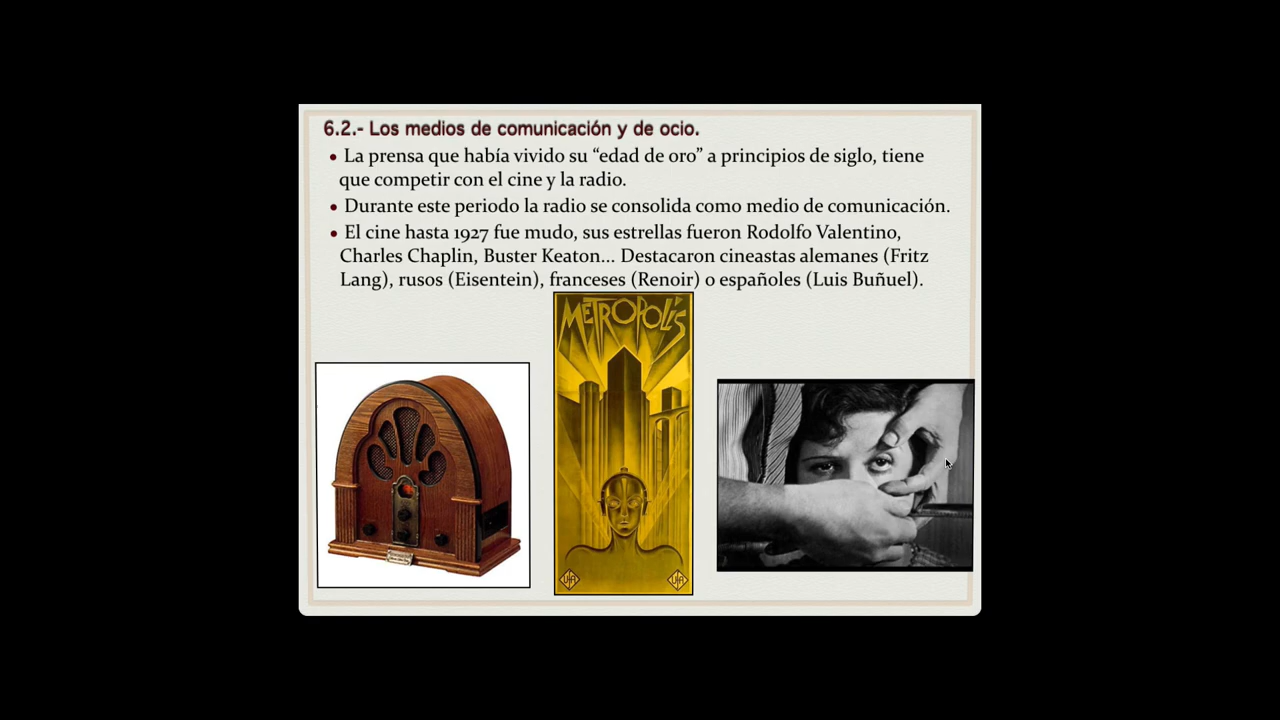 6.2.- Los medios de comunicación y de ocio.
• La prensa que había vivido su “edad de oro” a principios de siglo, tiene
que competir con el cine y la radio.
• Durante este periodo la radio se consolida como medio de comunicación.
• El cine hasta 1927 fue mudo, sus estrellas fueron Rodolfo Valentino,
Charles Chaplin, Buster Keaton... Destacaron cineastas alemanes (Fritz
Lang), rusos (Eisentein), franceses (Renoir) o españoles (Luis Buñuel).
METROPOLIS
UfA
UfA